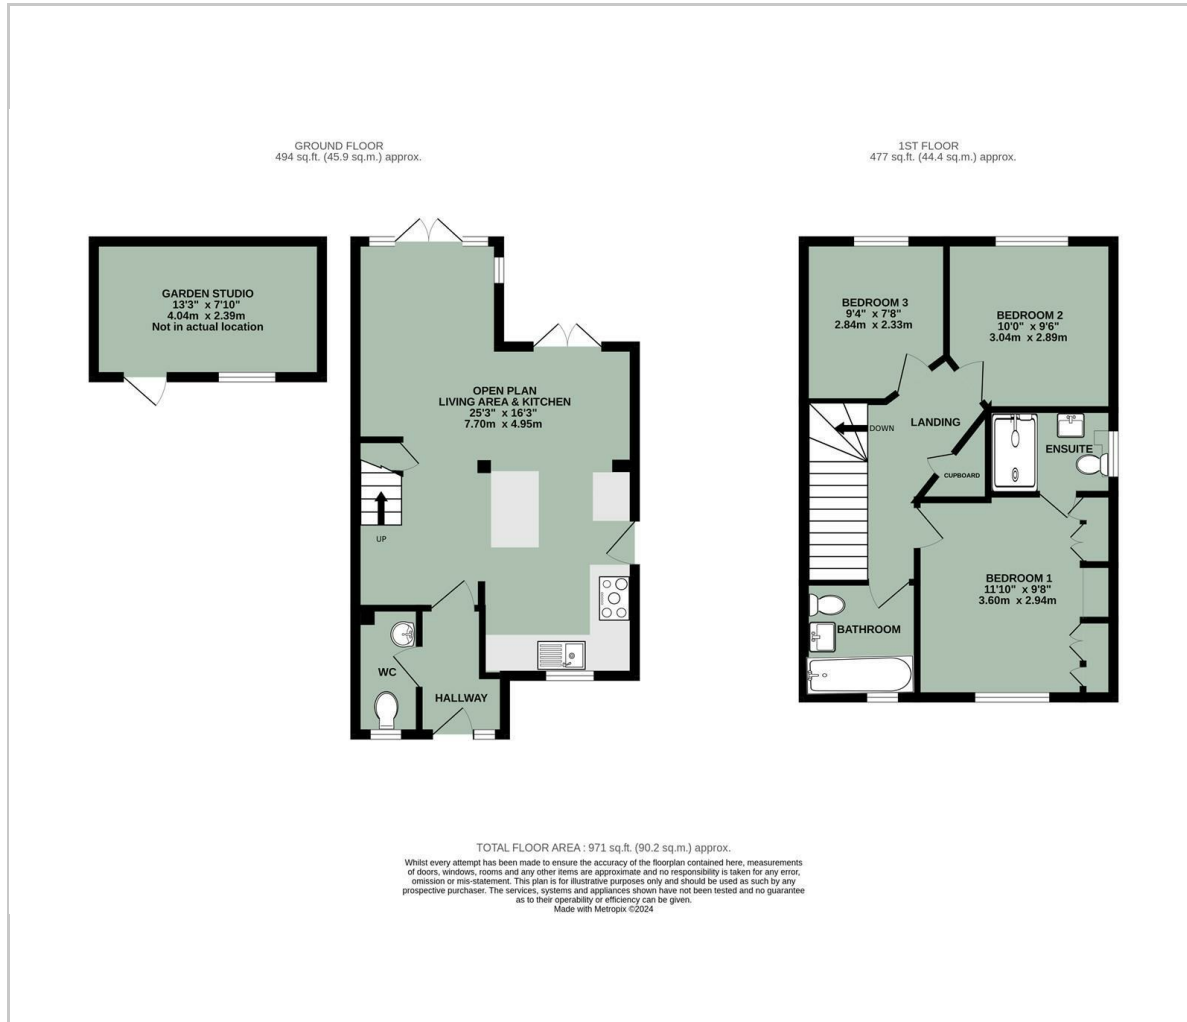 GROUND FLOOR
494 sq.ft. (45.9 sq.m.) approx.
1ST FLOOR
477 sq.ft. (44.4 sq.m.) approx.
GARDEN STUDIO
13'3" x 7'10"
4.04m x 2.39m
Not in actual location
OPEN PLAN
LIVING AREA & KITCHEN
25'3" x 16'3"
7.70m x 4.95m
UP
WC
HALLWAY
BEDROOM 3
9'4" x 7'8"
2.84m x 2.33m
BEDROOM 2
10'0" x 9'6"
3.04m x 2.89m
DOWN
LANDING
ENSUITE
CUPBOARD
BEDROOM 1
11'10" x 9'8"
3.60m x 2.94m
BATHROOM
TOTAL FLOOR AREA : 971 sq.ft. (90.2 sq.m.) approx.
Whilst every attempt has been made to ensure the accuracy of the floorplan contained here, measurements
of doors, windows, rooms and any other items are approximate and no responsibility is taken for any error,
omission or mis-statement. This plan is for illustrative purposes only and should be used as such by any
prospective purchaser. The services, systems and appliances shown have not been tested and no guarantee
as to their operability or efficiency can be given.
Made with Metropix ©2024